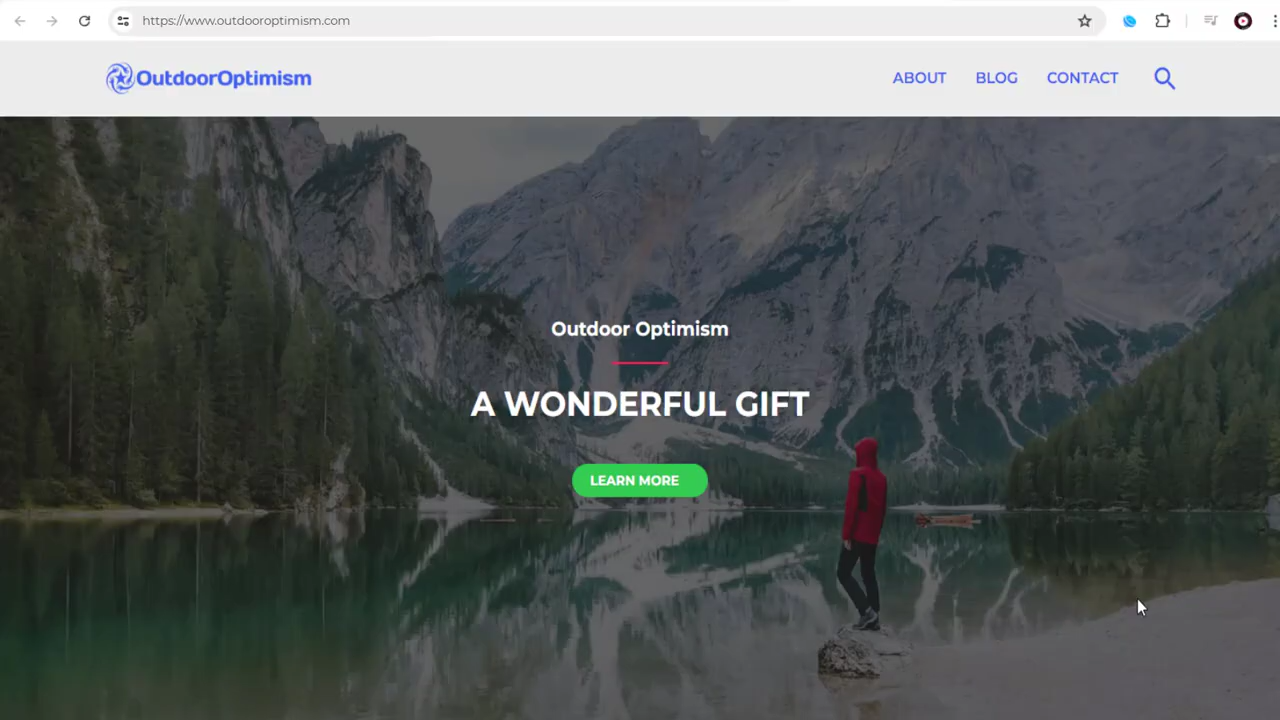 https://www.outdooroptimism.com
OutdoorOptimism
ABOUT BLOG CONTACT
Outdoor Optimism
A WONDERFUL GIFT
LEARN MORE